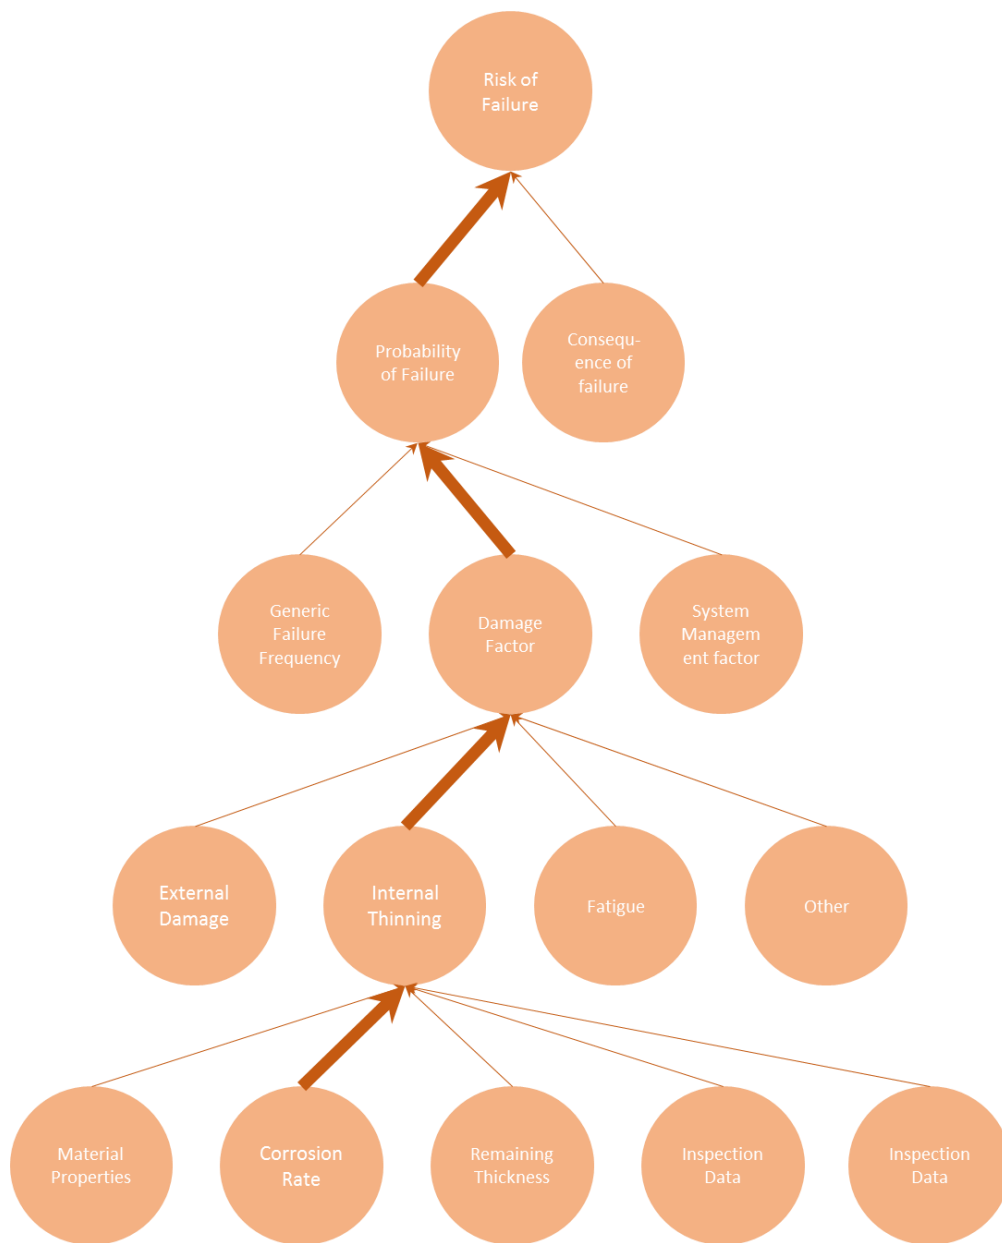 Risk of
Failure
Probability
of Failure
Consequ-
ence of
failure
Generic
Failure
Frequency
Damage
Factor
System
Managem
ent factor
External
Damage
Internal
Thinning
Fatigue
Other
Material
Properties
Corrosion
Rate
Remaining
Thickness
Inspection
Data
Inspection
Data